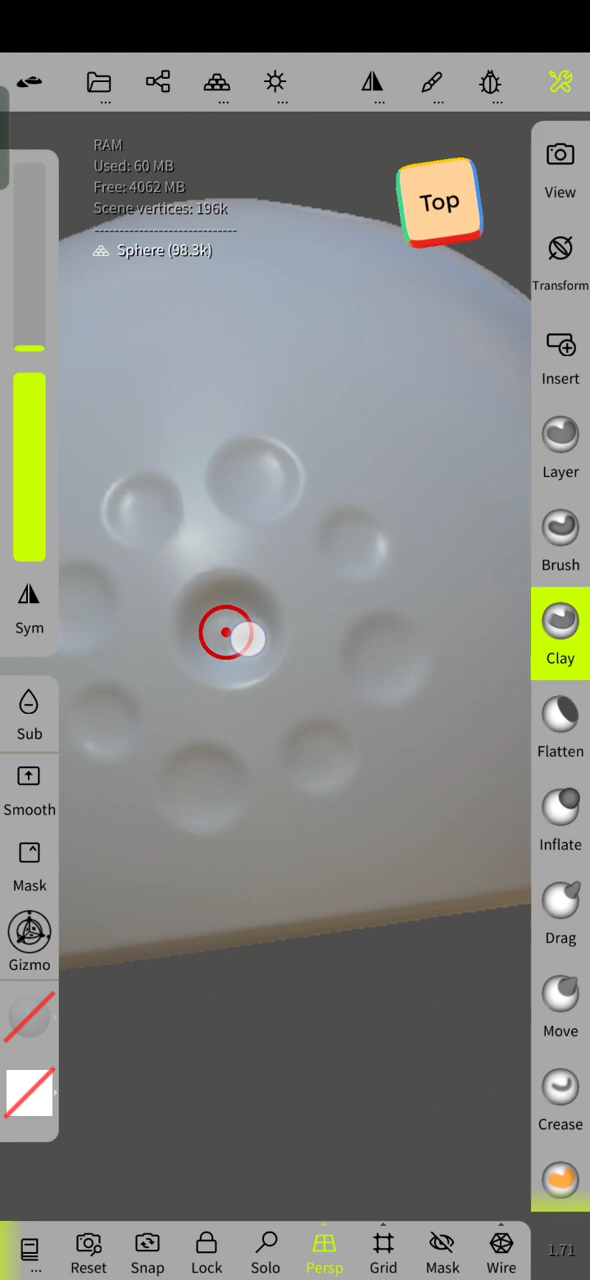 ...
...
...
...
...
...
RAM
Used: 60 MB
Free: 4062 MB
Scene vertices: 196k
-------------------------
Sphere (98.3k)
Top
View
Transform
Insert
Layer
Brush
Clay
Flatten
Inflate
Drag
Move
Crease
Sym
Sub
Smooth
Mask
Gizmo
...
Reset
Snap
Lock
Solo
Persp
Grid
Mask
Wire
1.71